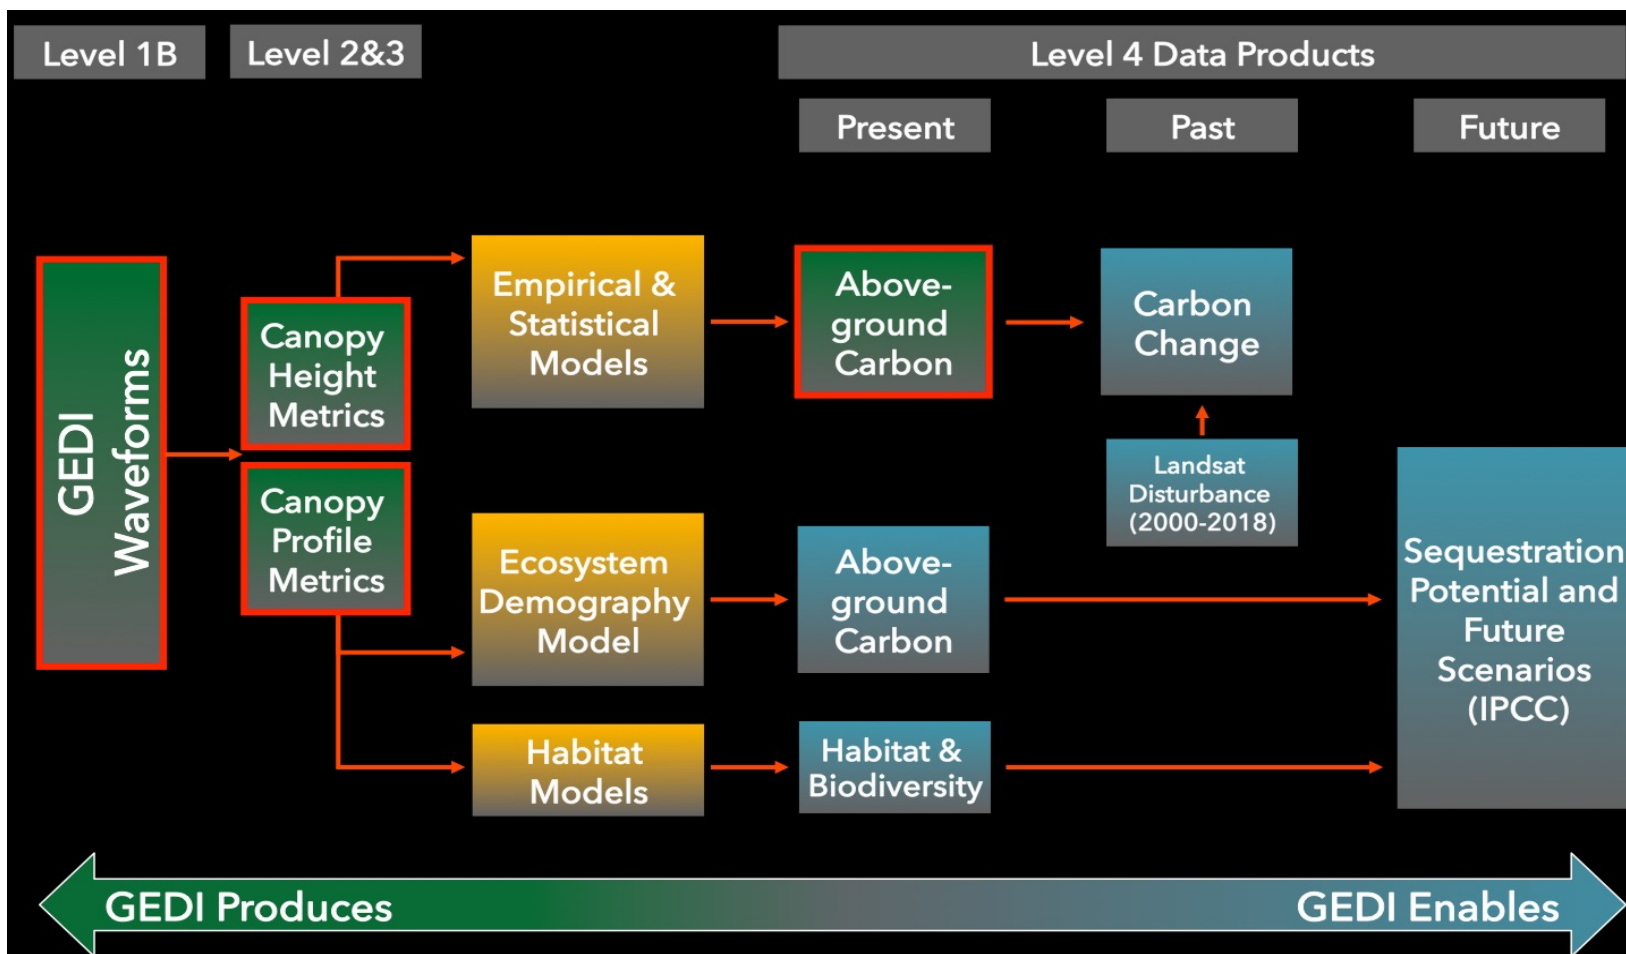 Level 1B
Level 2&3
Level 4 Data Products
Present
Past
Future
GEDI
Waveforms
Canopy
Height
Metrics
Canopy
Profile
Metrics
Empirical &
Statistical
Models
Above-
ground
Carbon
Carbon
Change
Landsat
Disturbance
(2000-2018)
Ecosystem
Demography
Model
Above-
ground
Carbon
Sequestration
Potential and
Future
Scenarios
(IPCC)
Habitat
Models
Habitat &
Biodiversity
GEDI Produces
GEDI Enables